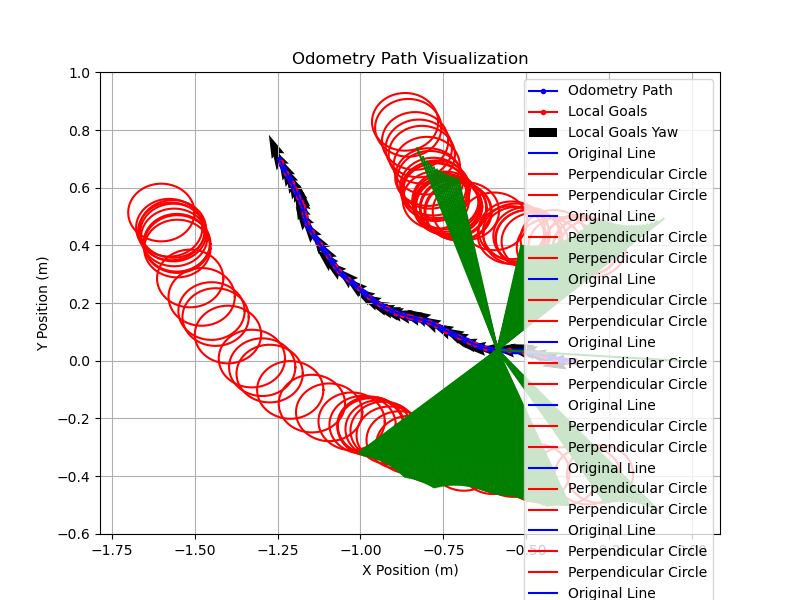 Odometry Path Visualization
1.0
0.8
0.6
0.4
0.2
0.0
−0.2
−0.4
−0.6
Y Position (m)
−1.75
−1.50
−1.25
−1.00
−0.75
−0.50
X Position (m)
Odometry Path
Local Goals
Local Goals Yaw
Original Line
Perpendicular Circle
Perpendicular Circle
Original Line
Perpendicular Circle
Perpendicular Circle
Original Line
Perpendicular Circle
Perpendicular Circle
Original Line
Perpendicular Circle
Perpendicular Circle
Original Line
Perpendicular Circle
Perpendicular Circle
Original Line
Perpendicular Circle
Perpendicular Circle
Original Line
Perpendicular Circle
Perpendicular Circle
Original Line